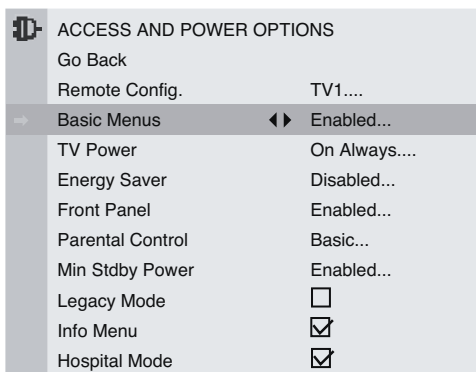 ACCESS AND POWER OPTIONS
Go Back
Remote Config. TV1....
Basic Menus Enabled...
TV Power On Always....
Energy Saver Disabled...
Front Panel Enabled...
Parental Control Basic...
Min Stdby Power Enabled...
Legacy Mode
Info Menu
Hospital Mode